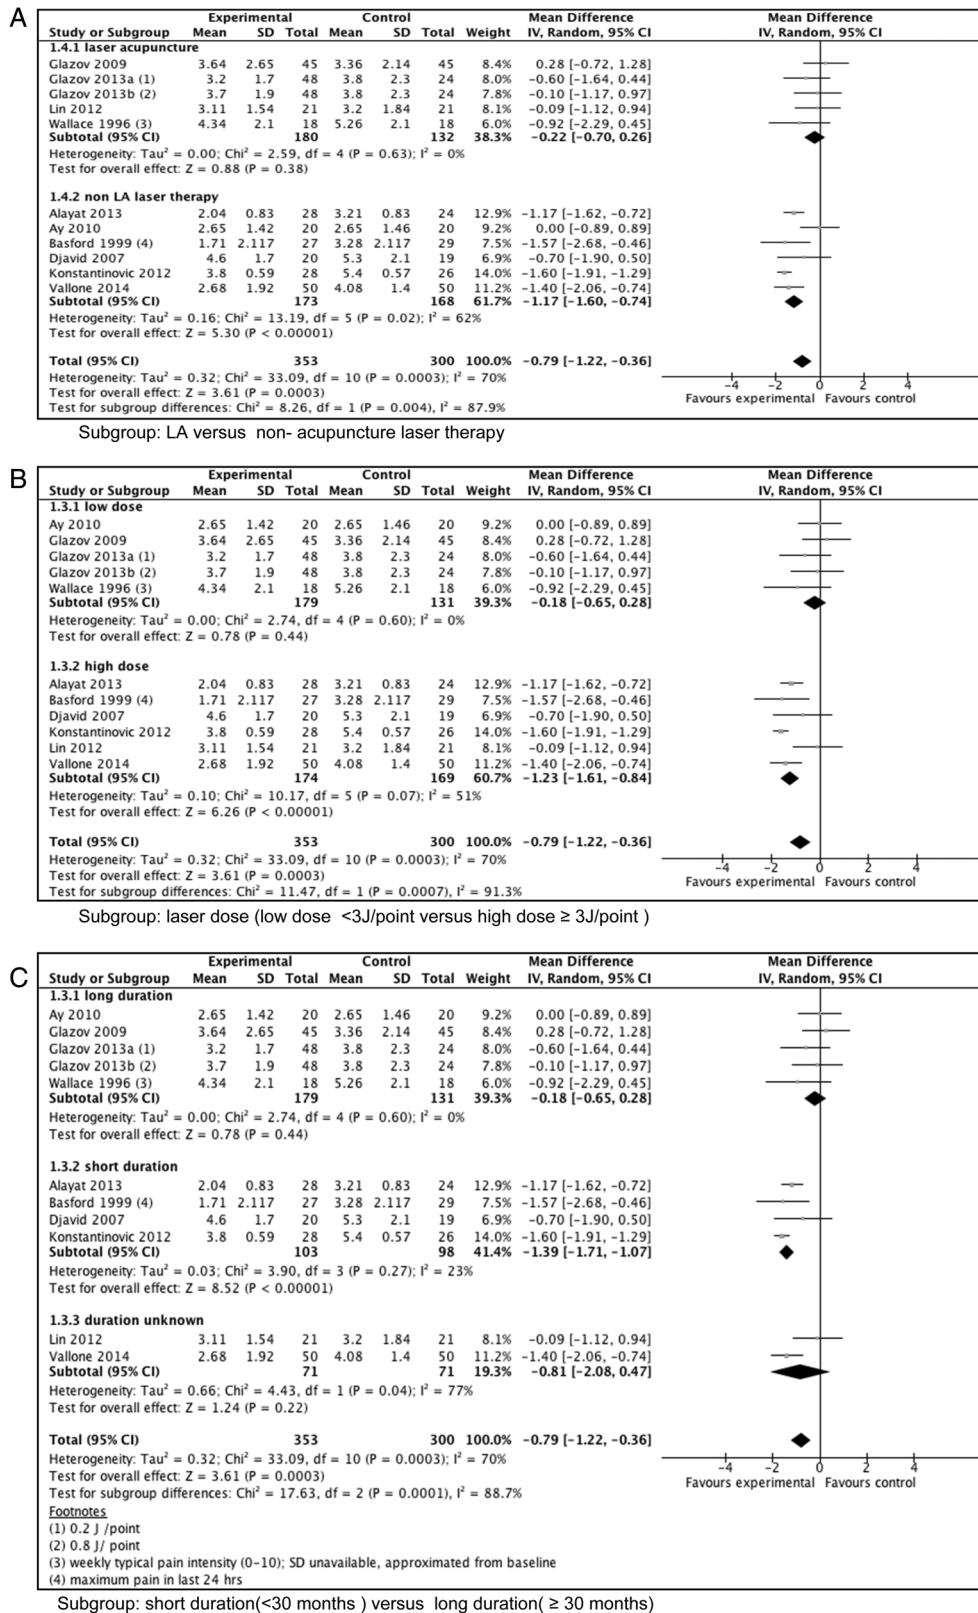 A
Experimental Control Mean Difference Mean Difference
Study or Subgroup Mean SD Total Mean SD Total Weight IV, Random, 95% CI IV, Random, 95% CI
1.4.1 laser acupuncture
Glazov 2009 3.64 2.65 45 3.36 2.14 45 8.4% 0.28 [−0.72, 1.28]
Glazov 2013a (1) 3.2 1.7 48 3.8 2.3 24 8.0% −0.60 [−1.64, 0.44]
Glazov 2013b (2) 3.7 1.9 48 3.8 2.3 24 7.8% −0.10 [−1.17, 0.97]
Lin 2012 3.11 1.54 21 3.2 1.84 21 8.1% −0.09 [−1.12, 0.94]
Wallace 1996 (3) 4.34 2.1 18 5.26 2.1 18 6.0% −0.92 [−2.29, 0.45]
Subtotal (95% CI) 180 132 38.3% −0.22 [−0.70, 0.26]
Heterogeneity: Tau² = 0.00; Chi² = 2.59, df = 4 (P = 0.63); I² = 0%
Test for overall effect: Z = 0.88 (P = 0.38)
1.4.2 non LA laser therapy
Alayat 2013 2.04 0.83 28 3.21 0.83 24 12.9% −1.17 [−1.62, −0.72]
Ay 2010 2.65 1.42 20 2.65 1.46 20 9.2% 0.00 [−0.89, 0.89]
Basford 1999 (4) 1.71 2.117 27 3.28 2.117 29 7.5% −1.57 [−2.68, −0.46]
Djavid 2007 4.6 1.7 20 5.3 2.1 19 6.9% −0.70 [−1.90, 0.50]
Konstantinovic 2012 3.8 0.59 28 5.4 0.57 26 14.0% −1.60 [−1.91, −1.29]
Vallone 2014 2.68 1.92 50 4.08 1.4 50 11.2% −1.40 [−2.06, −0.74]
Subtotal (95% CI) 173 168 61.7% −1.17 [−1.60, −0.74]
Heterogeneity: Tau² = 0.16; Chi² = 13.19, df = 5 (P = 0.02); I² = 62%
Test for overall effect: Z = 5.30 (P < 0.00001)
Total (95% CI) 353 300 100.0% −0.79 [−1.22, −0.36]
Heterogeneity: Tau² = 0.32; Chi² = 33.09, df = 10 (P = 0.0003); I² = 70%
Test for overall effect: Z = 3.61 (P = 0.0003)
Test for subgroup differences: Chi² = 8.26, df = 1 (P = 0.004), I² = 87.9%
−4 −2 0 2 4
Favours experimental Favours control
Subgroup: LA versus non- acupuncture laser therapy
B
Experimental Control Mean Difference Mean Difference
Study or Subgroup Mean SD Total Mean SD Total Weight IV, Random, 95% CI IV, Random, 95% CI
1.3.1 low dose
Ay 2010 2.65 1.42 20 2.65 1.46 20 9.2% 0.00 [−0.89, 0.89]
Glazov 2009 3.64 2.65 45 3.36 2.14 45 8.4% 0.28 [−0.72, 1.28]
Glazov 2013a (1) 3.2 1.7 48 3.8 2.3 24 8.0% −0.60 [−1.64, 0.44]
Glazov 2013b (2) 3.7 1.9 48 3.8 2.3 24 7.8% −0.10 [−1.17, 0.97]
Wallace 1996 (3) 4.34 2.1 18 5.26 2.1 18 6.0% −0.92 [−2.29, 0.45]
Subtotal (95% CI) 179 131 39.3% −0.18 [−0.65, 0.28]
Heterogeneity: Tau² = 0.00; Chi² = 2.74, df = 4 (P = 0.60); I² = 0%
Test for overall effect: Z = 0.78 (P = 0.44)
1.3.2 high dose
Alayat 2013 2.04 0.83 28 3.21 0.83 24 12.9% −1.17 [−1.62, −0.72]
Basford 1999 (4) 1.71 2.117 27 3.28 2.117 29 7.5% −1.57 [−2.68, −0.46]
Djavid 2007 4.6 1.7 20 5.3 2.1 19 6.9% −0.70 [−1.90, 0.50]
Konstantinovic 2012 3.8 0.59 28 5.4 0.57 26 14.0% −1.60 [−1.91, −1.29]
Lin 2012 3.11 1.54 21 3.2 1.84 21 8.1% −0.09 [−1.12, 0.94]
Vallone 2014 2.68 1.92 50 4.08 1.4 50 11.2% −1.40 [−2.06, −0.74]
Subtotal (95% CI) 174 169 60.7% −1.23 [−1.61, −0.84]
Heterogeneity: Tau² = 0.10; Chi² = 10.17, df = 5 (P = 0.07); I² = 51%
Test for overall effect: Z = 6.26 (P < 0.00001)
Total (95% CI) 353 300 100.0% −0.79 [−1.22, −0.36]
Heterogeneity: Tau² = 0.32; Chi² = 33.09, df = 10 (P = 0.0003); I² = 70%
Test for overall effect: Z = 3.61 (P = 0.0003)
Test for subgroup differences: Chi² = 11.47, df = 1 (P = 0.0007), I² = 91.3%
−4 −2 0 2 4
Favours experimental Favours control
Subgroup: laser dose (low dose <3J/point versus high dose ≥ 3J/point )
C
Experimental Control Mean Difference Mean Difference
Study or Subgroup Mean SD Total Mean SD Total Weight IV, Random, 95% CI IV, Random, 95% CI
1.3.1 long duration
Ay 2010 2.65 1.42 20 2.65 1.46 20 9.2% 0.00 [−0.89, 0.89]
Glazov 2009 3.64 2.65 45 3.36 2.14 45 8.4% 0.28 [−0.72, 1.28]
Glazov 2013a (1) 3.2 1.7 48 3.8 2.3 24 8.0% −0.60 [−1.64, 0.44]
Glazov 2013b (2) 3.7 1.9 48 3.8 2.3 24 7.8% −0.10 [−1.17, 0.97]
Wallace 1996 (3) 4.34 2.1 18 5.26 2.1 18 6.0% −0.92 [−2.29, 0.45]
Subtotal (95% CI) 179 131 39.3% −0.18 [−0.65, 0.28]
Heterogeneity: Tau² = 0.00; Chi² = 2.74, df = 4 (P = 0.60); I² = 0%
Test for overall effect: Z = 0.78 (P = 0.44)
1.3.2 short duration
Alayat 2013 2.04 0.83 28 3.21 0.83 24 12.9% −1.17 [−1.62, −0.72]
Basford 1999 (4) 1.71 2.117 27 3.28 2.117 29 7.5% −1.57 [−2.68, −0.46]
Djavid 2007 4.6 1.7 20 5.3 2.1 19 6.9% −0.70 [−1.90, 0.50]
Konstantinovic 2012 3.8 0.59 28 5.4 0.57 26 14.0% −1.60 [−1.91, −1.29]
Subtotal (95% CI) 103 98 41.4% −1.39 [−1.71, −1.07]
Heterogeneity: Tau² = 0.03; Chi² = 3.90, df = 3 (P = 0.27); I² = 23%
Test for overall effect: Z = 8.52 (P < 0.00001)
1.3.3 duration unknown
Lin 2012 3.11 1.54 21 3.2 1.84 21 8.1% −0.09 [−1.12, 0.94]
Vallone 2014 2.68 1.92 50 4.08 1.4 50 11.2% −1.40 [−2.06, −0.74]
Subtotal (95% CI) 71 71 19.3% −0.81 [−2.08, 0.47]
Heterogeneity: Tau² = 0.66; Chi² = 4.43, df = 1 (P = 0.04); I² = 77%
Test for overall effect: Z = 1.24 (P = 0.22)
Total (95% CI) 353 300 100.0% −0.79 [−1.22, −0.36]
Heterogeneity: Tau² = 0.32; Chi² = 33.09, df = 10 (P = 0.0003); I² = 70%
Test for overall effect: Z = 3.61 (P = 0.0003)
Test for subgroup differences: Chi² = 17.63, df = 2 (P = 0.0001), I² = 88.7%
−4 −2 0 2 4
Favours experimental Favours control
Footnotes
(1) 0.2 J /point
(2) 0.8 J/ point
(3) weekly typical pain intensity (0–10); SD unavailable, approximated from baseline
(4) maximum pain in last 24 hrs
Subgroup: short duration(<30 months ) versus long duration( ≥ 30 months)